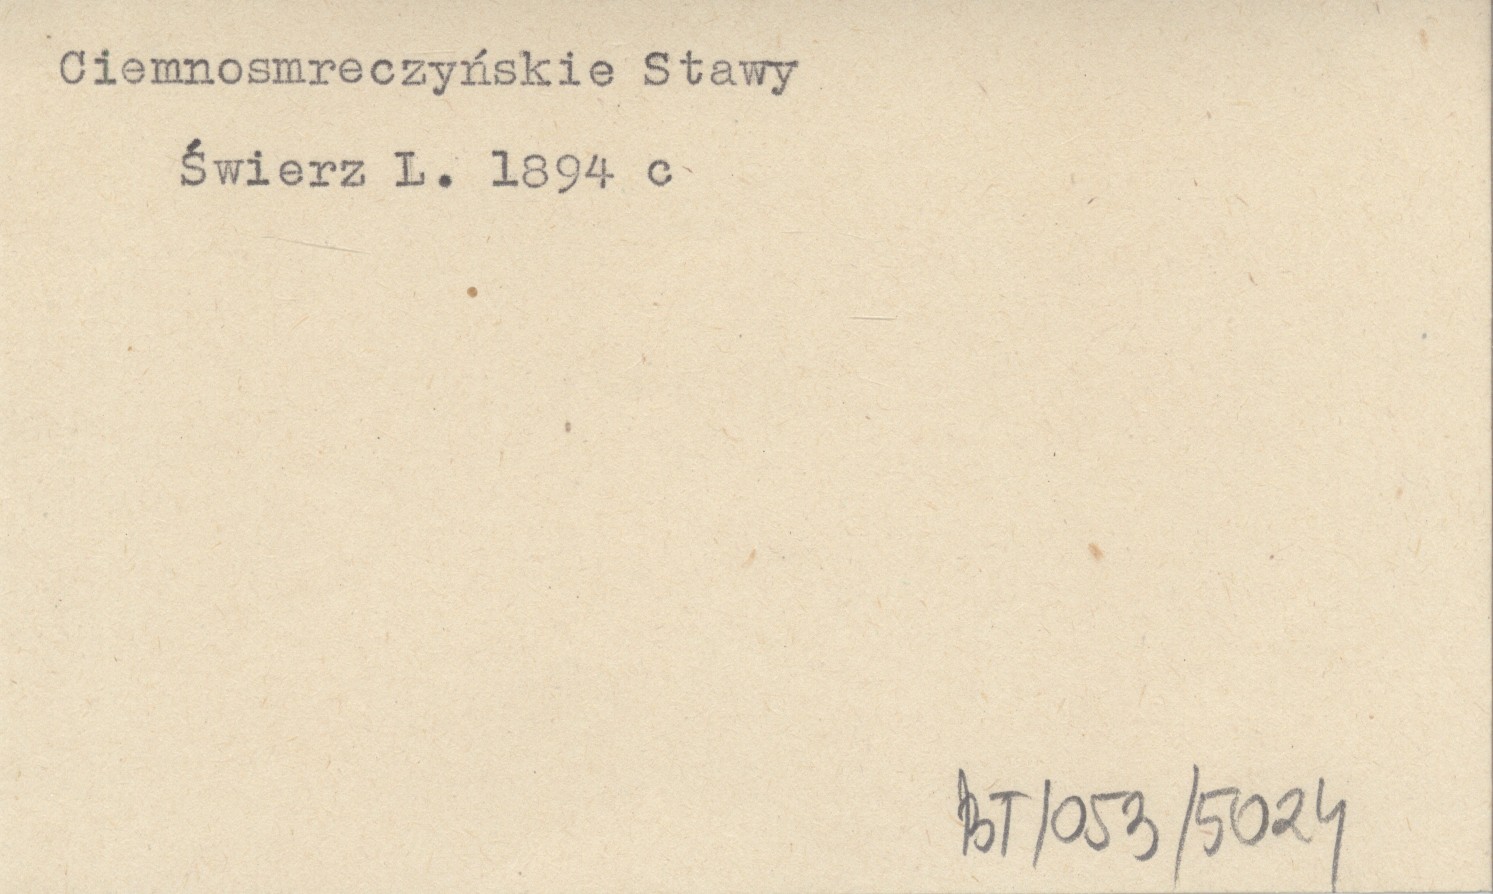 Ciemnosmreczyńskie Stawy
Świerz L. 1894 c
BT/053/5024